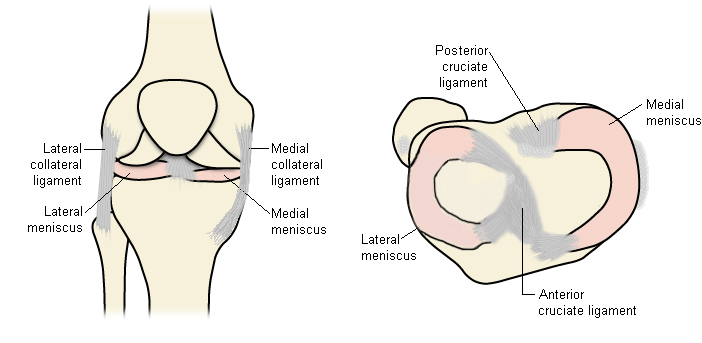 Lateral
collateral
ligament
Lateral
meniscus
Medial
collateral
ligament
Medial
meniscus
Posterior
cruciate
ligament
Medial
meniscus
Lateral
meniscus
Anterior
cruciate ligament